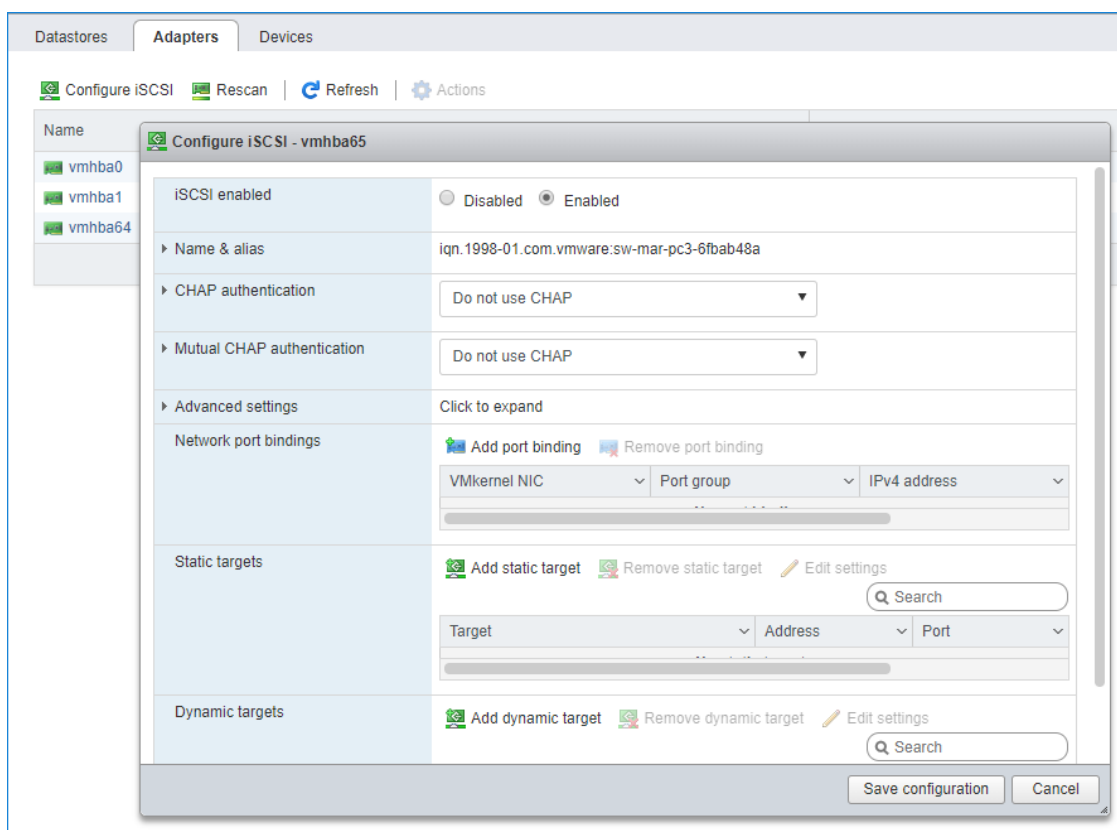 Datastores Adapters Devices
Configure iSCSI Rescan Refresh Actions
Name
Configure iSCSI - vmhba65
vmhba0
vmhba1
vmhba64
iSCSI enabled Disabled Enabled
Name & alias iqn.1998-01.com.vmware:sw-mar-pc3-6fbab48a
CHAP authentication Do not use CHAP
Mutual CHAP authentication Do not use CHAP
Advanced settings Click to expand
Network port bindings Add port binding Remove port binding
VMkernel NIC Port group IPv4 address
Static targets Add static target Remove static target Edit settings
Search
Target Address Port
Dynamic targets Add dynamic target Remove dynamic target Edit settings
Search
Save configuration Cancel